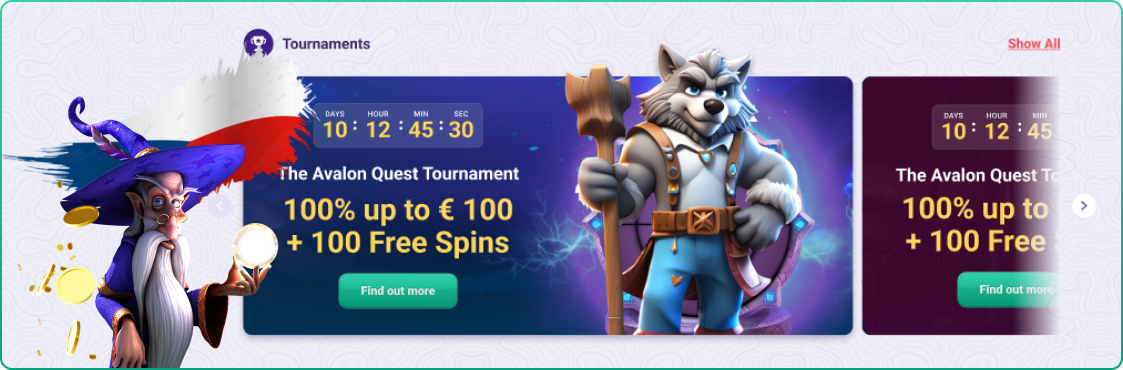 Tournaments
Show All
DAYS HOUR MIN SEC
10 : 12 : 45 : 30
The Avalon Quest Tournament
100% up to € 100
+ 100 Free Spins
Find out more
DAYS HOUR MIN
10 : 12 : 45
The Avalon Quest To
100% up to
+ 100 Free
Find out more